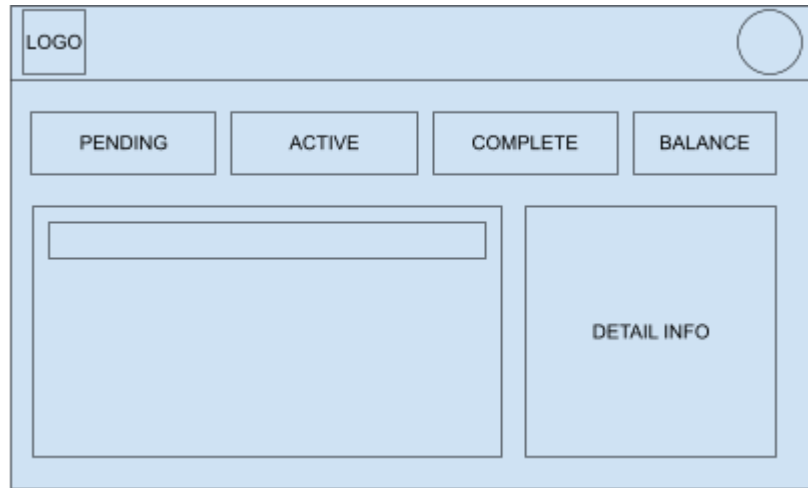 LOGO
PENDING
ACTIVE
COMPLETE
BALANCE
DETAIL INFO